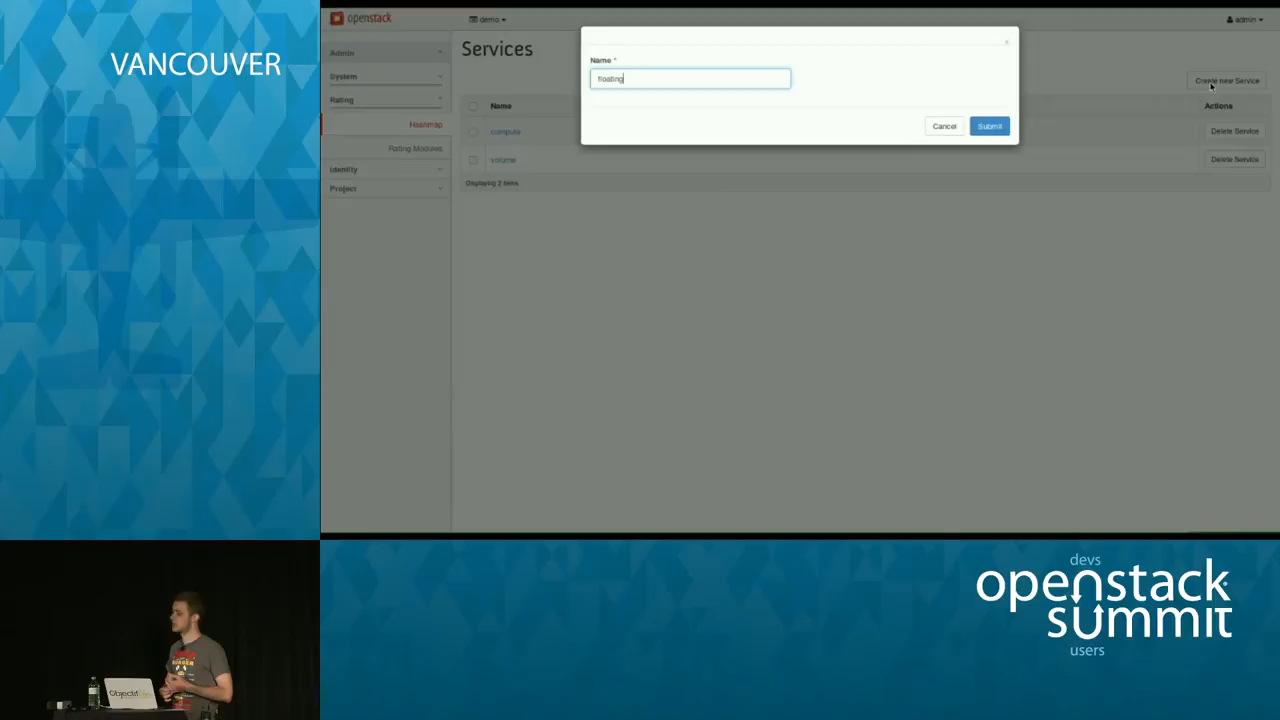 VANCOUVER
openstack
demo
admin
Admin
System
Rating
Hashmap
Rating Modules
Identity
Project
Services
Name *
floating
Cancel
Submit
Create new Service
Name
Actions
compute
Delete Service
volume
Delete Service
Displaying 2 items
devs
openstack
summit
users
Objectif